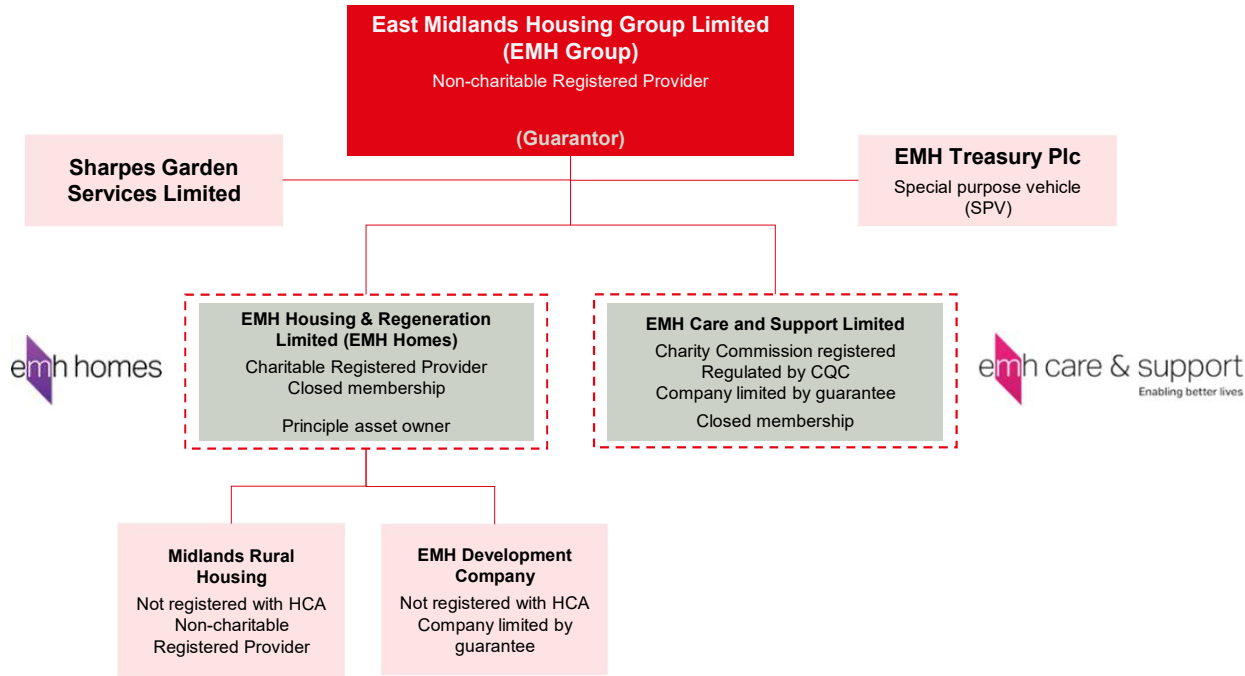 East Midlands Housing Group Limited
(EMH Group)
Non-charitable Registered Provider
(Guarantor)
Sharpes Garden
Services Limited
EMH Treasury Plc
Special purpose vehicle
(SPV)
emh homes
EMH Housing & Regeneration
Limited (EMH Homes)
Charitable Registered Provider
Closed membership
Principle asset owner
EMH Care and Support Limited
Charity Commission registered
Regulated by CQC
Company limited by guarantee
Closed membership
emh care & support
Enabling better lives
Midlands Rural
Housing
Not registered with HCA
Non-charitable
Registered Provider
EMH Development
Company
Not registered with HCA
Company limited by
guarantee